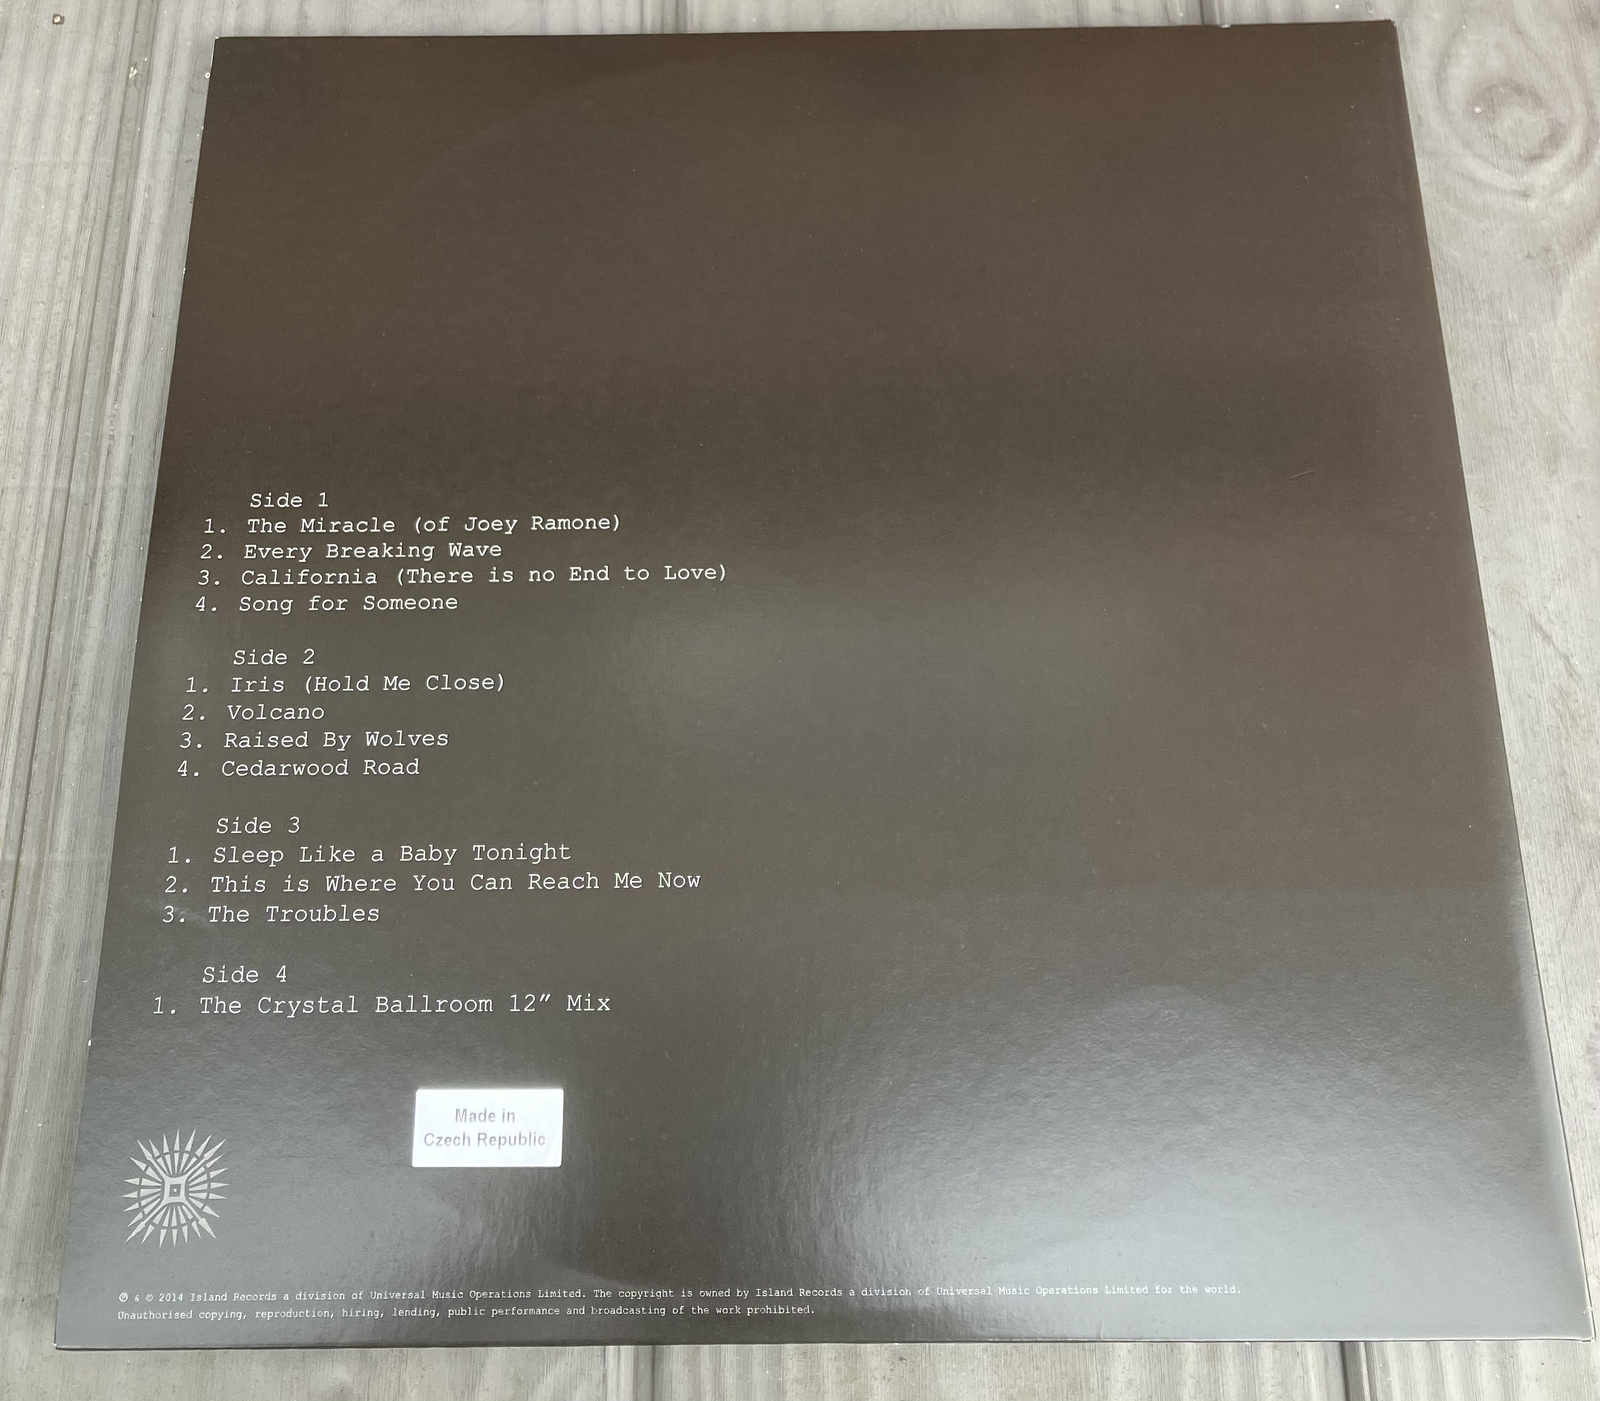 Side 1
1. The Miracle (of Joey Ramone)
2. Every Breaking Wave
3. California (There is no End to Love)
4. Song for Someone
Side 2
1. Iris (Hold Me Close)
2. Volcano
3. Raised By Wolves
4. Cedarwood Road
Side 3
1. Sleep Like a Baby Tonight
2. This is Where You Can Reach Me Now
3. The Troubles
Side 4
1. The Crystal Ballroom 12″ Mix
Made in
Czech Republic
℗ & © 2014 Island Records a division of Universal Music Operations Limited. The copyright is owned by Island Records a division of Universal Music Operations Limited for the world.
Unauthorised copying, reproduction, hiring, lending, public performance and broadcasting of the work prohibited.